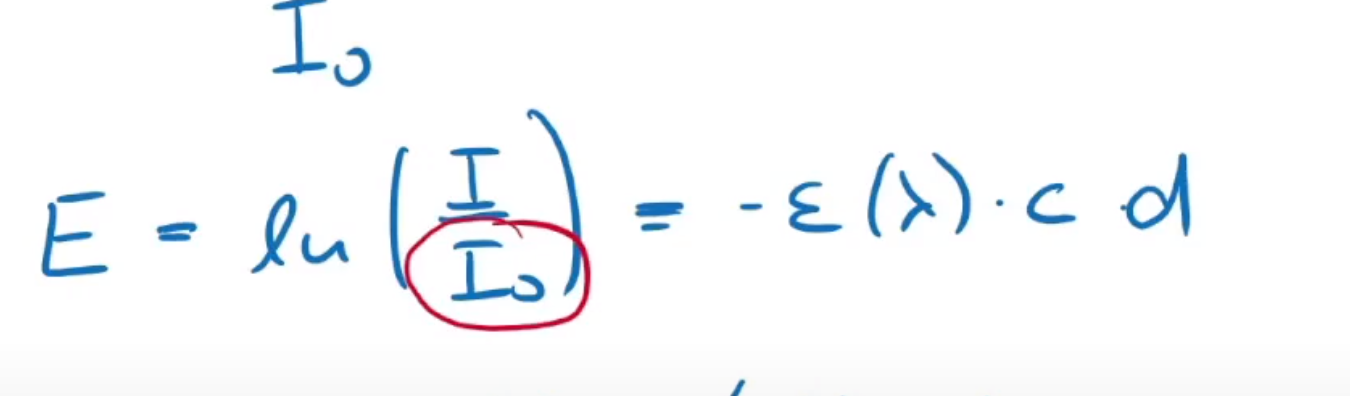 I₀
E = ln (I/I₀) = -ε(λ)·c·d